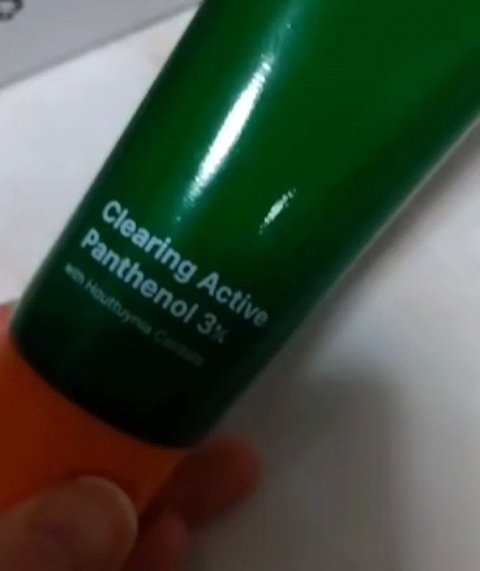 Clearing Active
Panthenol 3%
with Houttuynia Cordata